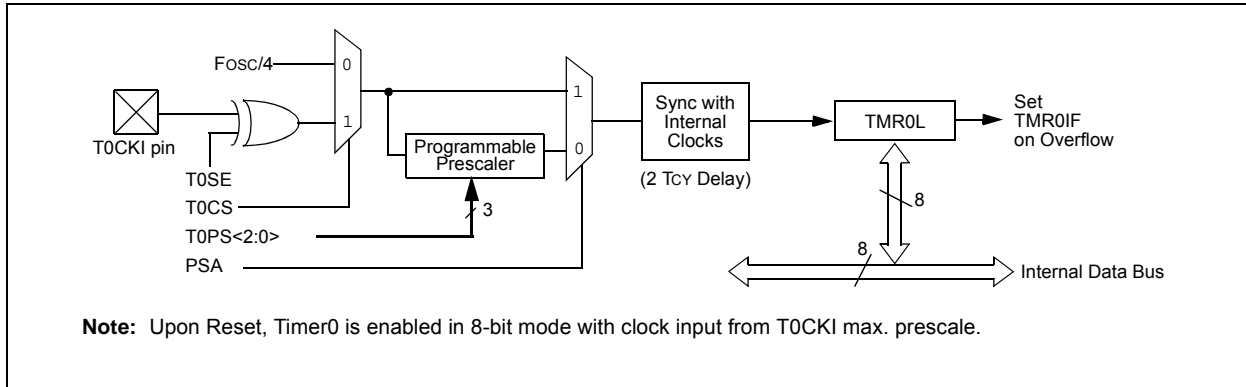 FOSC/4
0
1
T0CKI pin
T0SE
T0CS
T0PS<2:0>
PSA
Programmable
Prescaler
3
1
0
Sync with
Internal
Clocks
(2 TCY Delay)
TMR0L
Set
TMR0IF
on Overflow
8
8
Internal Data Bus
Note: Upon Reset, Timer0 is enabled in 8-bit mode with clock input from T0CKI max. prescale.